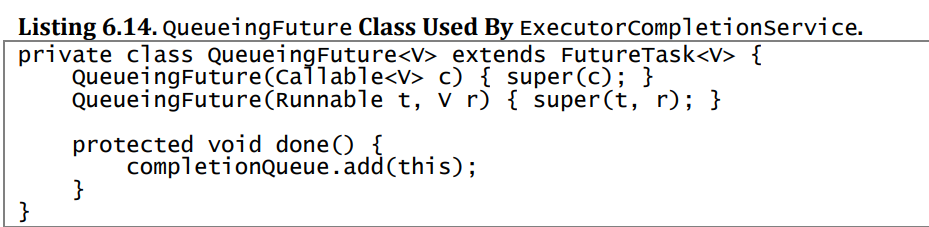 Listing 6.14. QueueingFuture Class Used By ExecutorCompletionService.
private class QueueingFuture<V> extends FutureTask<V> {
    QueueingFuture(Callable<V> c) { super(c); }
    QueueingFuture(Runnable t, V r) { super(t, r); }

    protected void done() {
        completionQueue.add(this);
    }
}